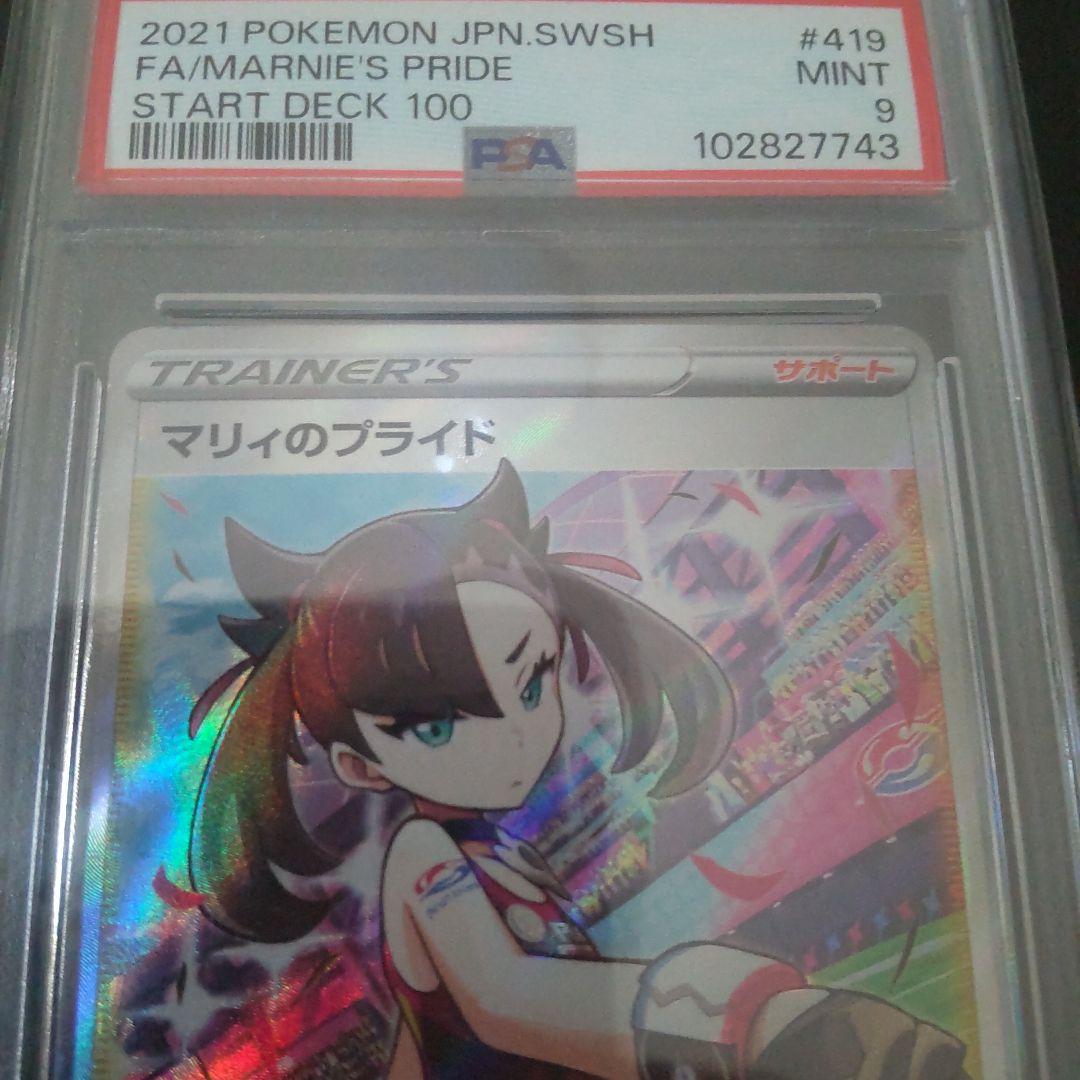 2021 POKEMON JPN.SWSH #419
FA/MARNIE'S PRIDE MINT
START DECK 100 9
PSA 102827743
TRAINER'S サポート
マリィのプライド